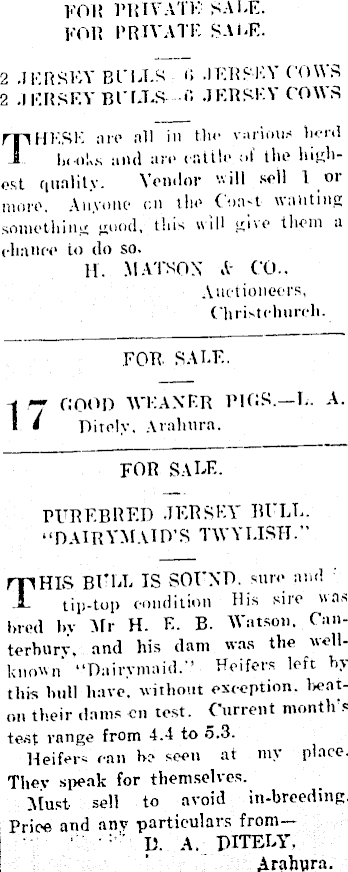 FOR PRIVATE SALE.
FOR PRIVATE SALE.
2 JERSEY BULLS 6 JERSEY COWS
2 JERSEY BULLS—6 JERSEY COWS
THESE are all in the various herd
books and are cattle of the high-
est quality. Vendor will sell 1 or
more. Anyone on the Coast wanting
something good, this will give them a
chance to do so.
H. MATSON & CO.,
Auctioneers,
Christchurch.
FOR SALE.
17 GOOD WEANER PIGS.—L. A.
Ditely, Arahura.
FOR SALE.
PUREBRED JERSEY BULL.
"DAIRYMAID'S TWYLISH."
THIS BULL IS SOUND, sure and
tip-top condition His sire was
bred by Mr H. E. B. Watson, Can-
terbury, and his dam was the well-
known "Dairymaid." Heifers left by
this bull have, without exception, beat-
on their dams on test. Current month's
test range from 4.4 to 5.3.
Heifers can be seen at my place.
They speak for themselves.
Must sell to avoid in-breeding.
Price and any particulars from—
D. A. DITELY,
Arahura.